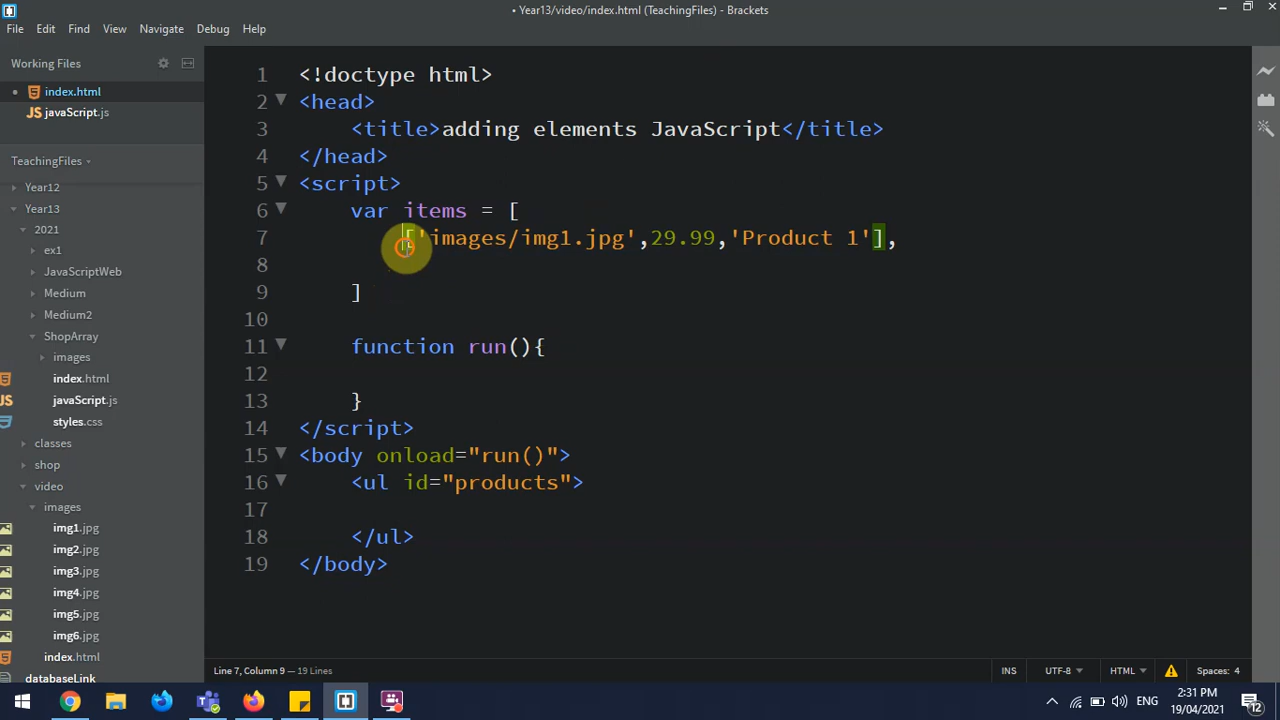 • Year13/video/index.html (TeachingFiles) - Brackets
File Edit Find View Navigate Debug Help
Working Files
• index.html
JS javaScript.js
TeachingFiles
Year12
Year13
2021
ex1
JavaScriptWeb
Medium
Medium2
ShopArray
images
index.html
JS javaScript.js
styles.css
classes
shop
video
images
img1.jpg
img2.jpg
img3.jpg
img4.jpg
img5.jpg
img6.jpg
index.html
databaseLink
1 <!doctype html>
2 <head>
3 <title>adding elements JavaScript</title>
4 </head>
5 <script>
6 var items = [
7 ['images/img1.jpg',29.99,'Product 1'],
8
9 ]
10
11 function run(){
12
13 }
14 </script>
15 <body onload="run()">
16 <ul id="products">
17
18 </ul>
19 </body>
Line 7, Column 9 — 19 Lines
INS UTF-8 HTML Spaces: 4
ENG 2:31 PM
19/04/2021 12